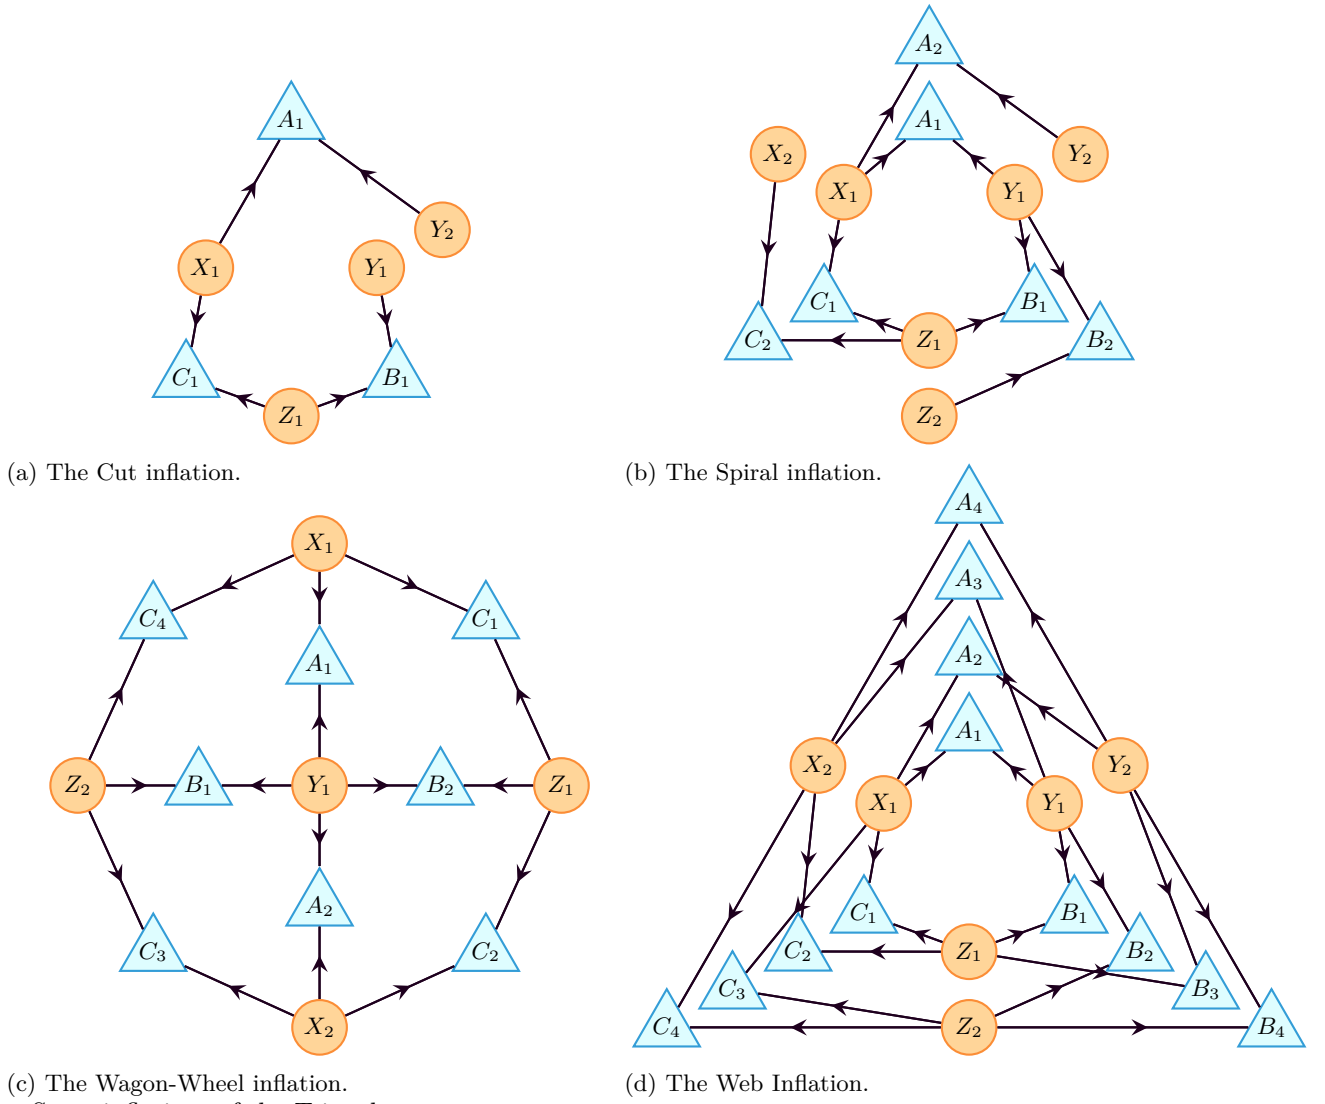 A₂
A₁
A₁
X₂
Y₂
X₁
Y₁
Y₂
X₁
Y₁
C₁
B₁
C₂
Z₁
B₂
C₁
B₁
Z₁
Z₂
(a) The Cut inflation.
(b) The Spiral inflation.
A₄
X₁
A₃
C₄
C₁
A₂
A₁
A₁
X₂
Y₂
Z₂
B₁
Y₁
B₂
Z₁
X₁
Y₁
A₂
C₁
B₁
C₃
C₂
C₂
Z₁
B₂
C₃
B₃
X₂
C₄
Z₂
B₄
(c) The Wagon-Wheel inflation.
(d) The Web Inflation.